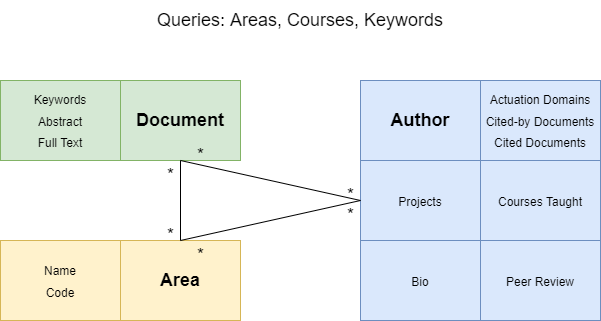 Queries: Areas, Courses, Keywords
Keywords
Abstract
Full Text
Document
Author
Actuation Domains
Cited-by Documents
Cited Documents
*
*
*
*
*
*
Projects
Courses Taught
Name
Code
Area
Bio
Peer Review